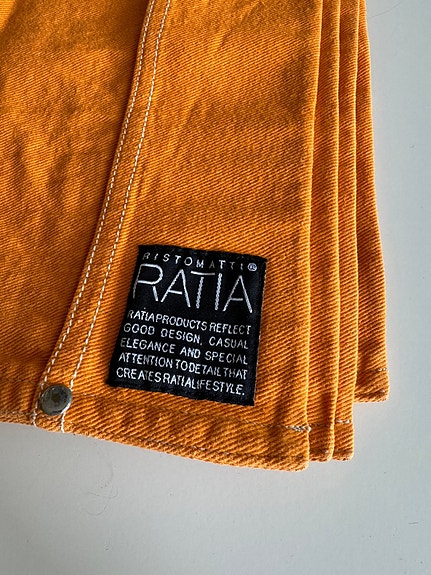 RISTOMATTI®
RATIA
RATIA PRODUCTS REFLECT
GOOD DESIGN, CASUAL
ELEGANCE AND SPECIAL
ATTENTION TO DETAIL THAT
CREATES RATIA LIFESTYLE.